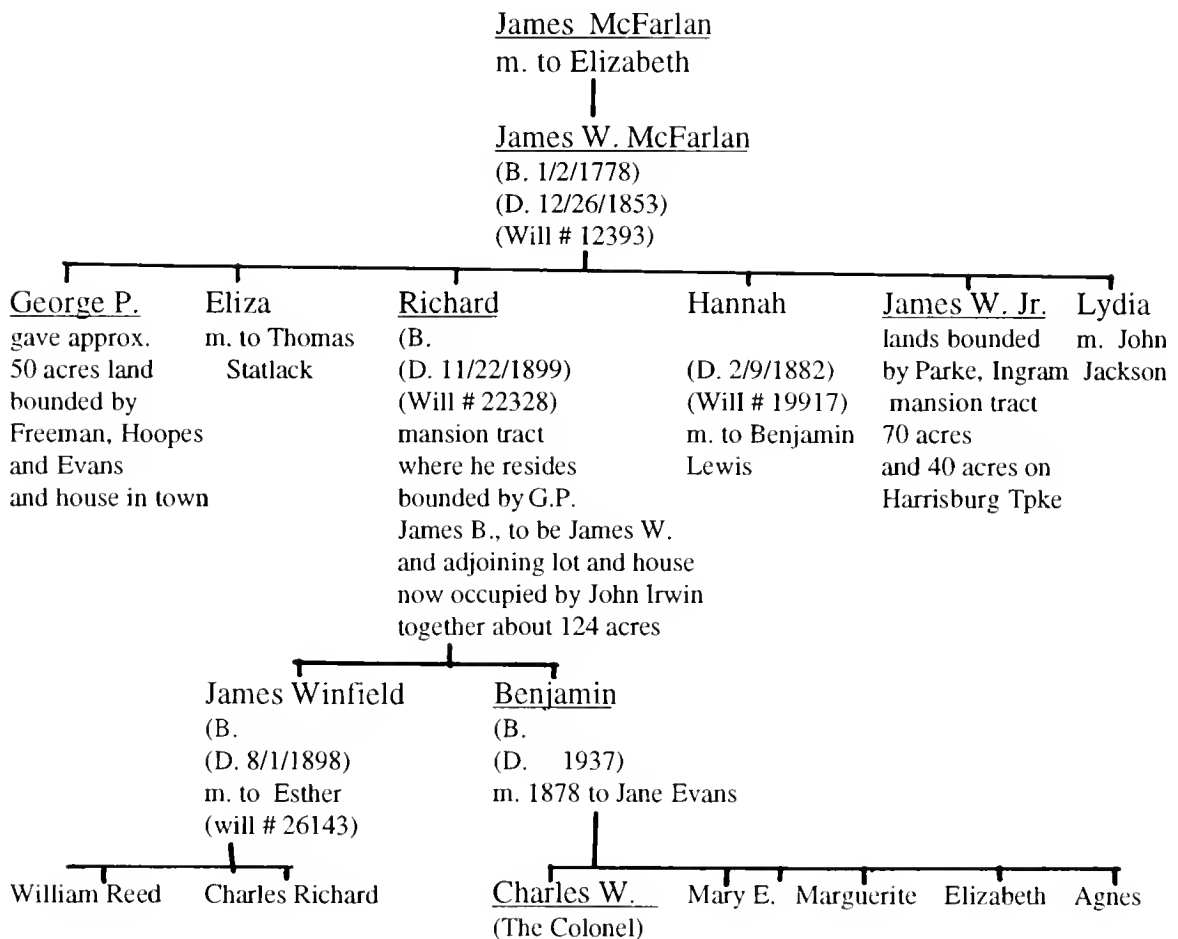 James McFarlan
m. to Elizabeth
James W. McFarlan
(B. 1/2/1778)
(D. 12/26/1853)
(Will # 12393)
George P.
gave approx.
50 acres land
bounded by
Freeman, Hoopes
and Evans
and house in town
Eliza
m. to Thomas
Statlack
Richard
(B.
(D. 11/22/1899)
(Will # 22328)
mansion tract
where he resides
bounded by G.P.
James B., to be James W.
and adjoining lot and house
now occupied by John Irwin
together about 124 acres
Hannah
(D. 2/9/1882)
(Will # 19917)
m. to Benjamin
Lewis
James W. Jr.
lands bounded
by Parke, Ingram
mansion tract
70 acres
and 40 acres on
Harrisburg Tpke
Lydia
m. John
Jackson
James Winfield
(B.
(D. 8/1/1898)
m. to Esther
(will # 26143)
Benjamin
(B.
(D. 1937)
m. 1878 to Jane Evans
William Reed
Charles Richard
Charles W.
(The Colonel)
Mary E.
Marguerite
Elizabeth
Agnes